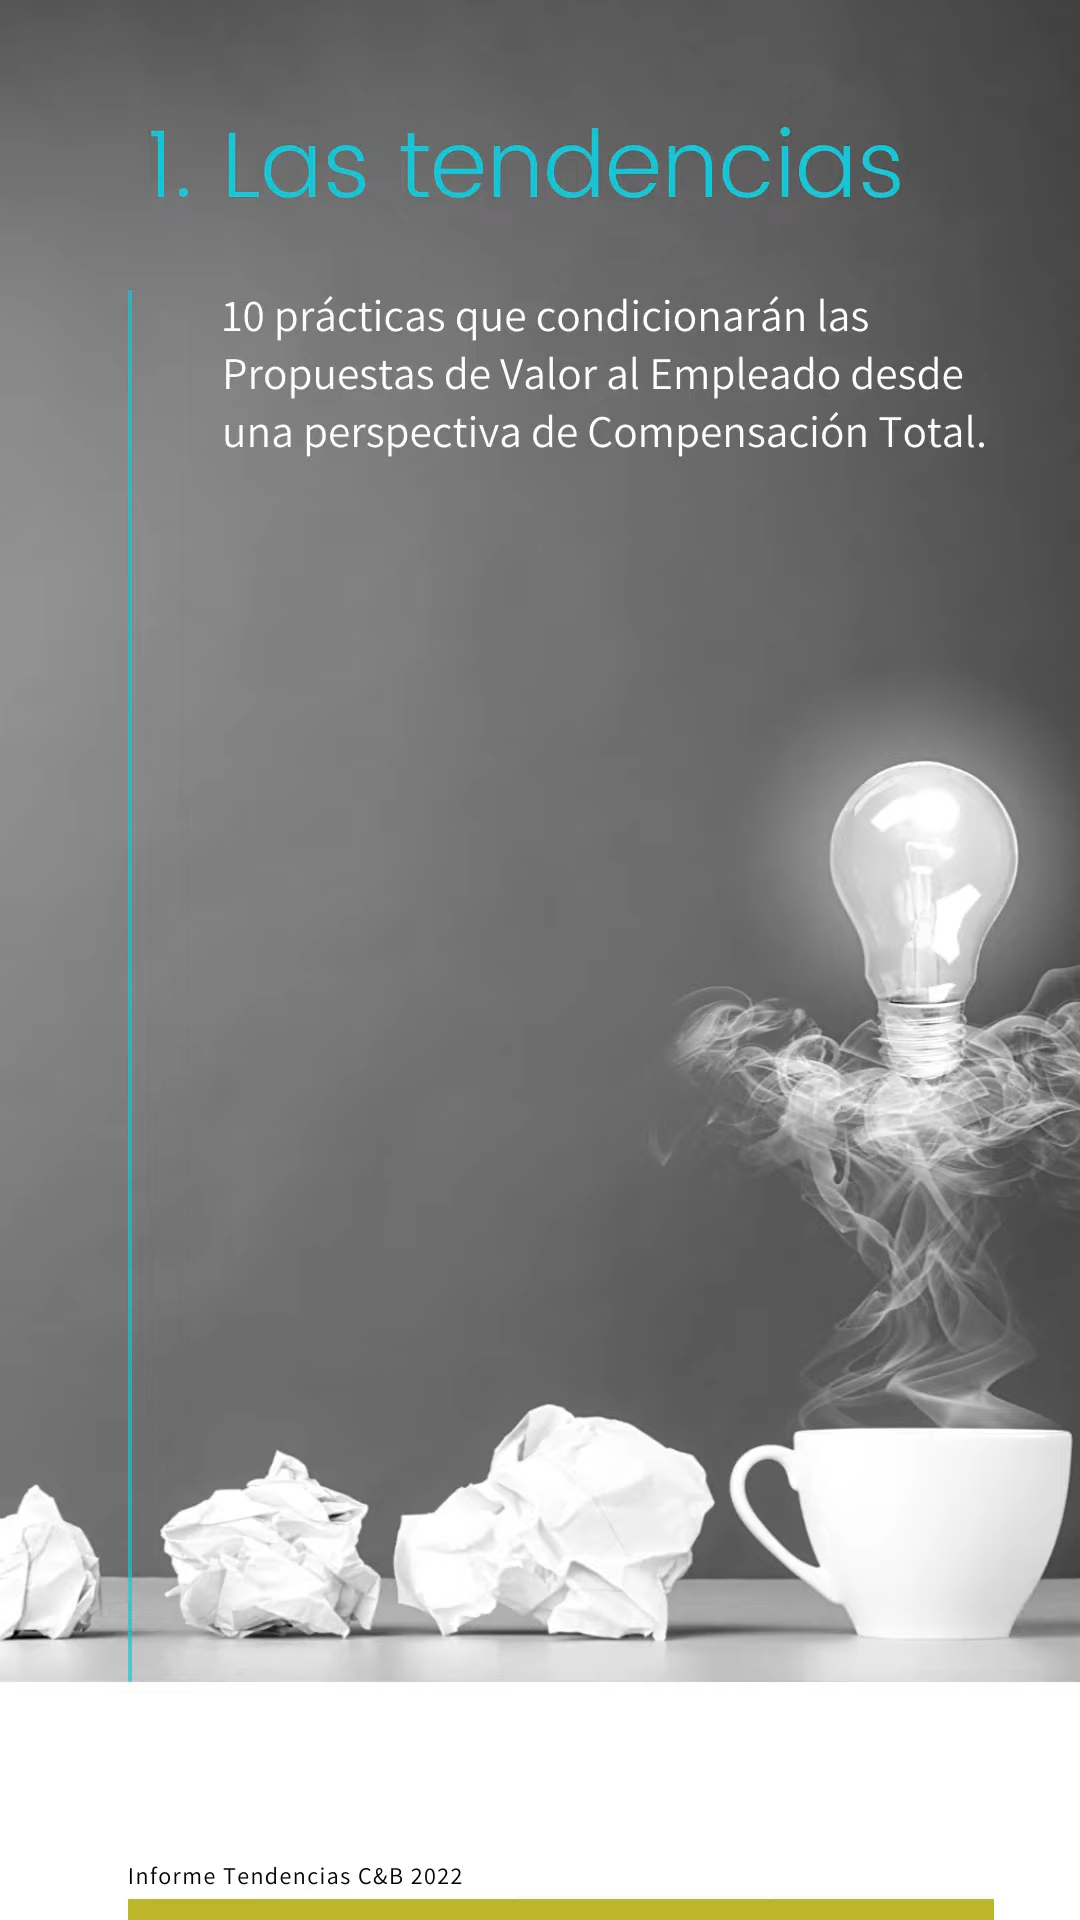 1. Las tendencias
10 prácticas que condicionarán las
Propuestas de Valor al Empleado desde
una perspectiva de Compensación Total.
Informe Tendencias C&B 2022